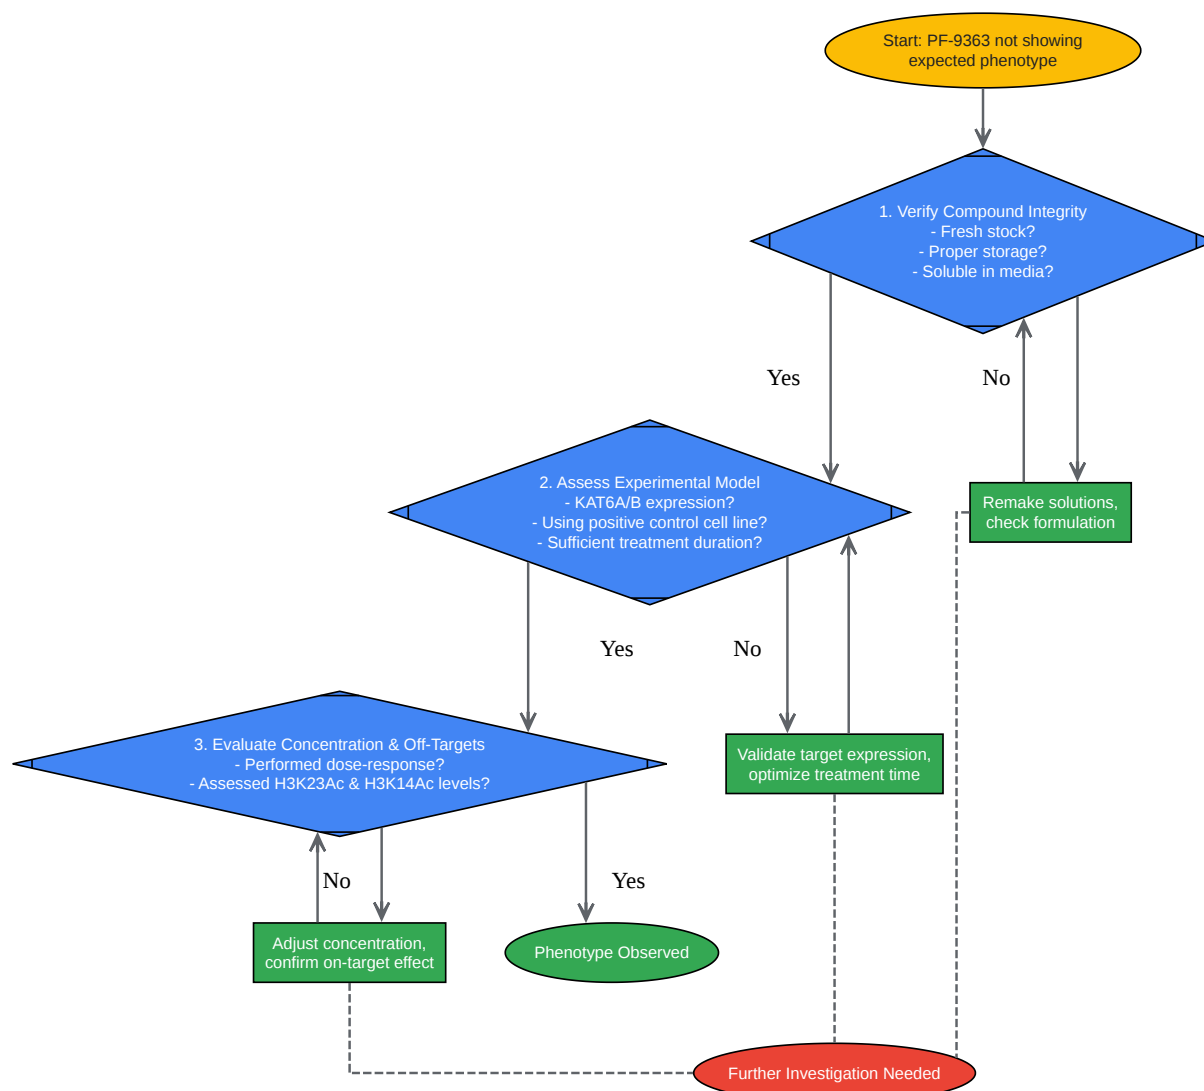 Start: PF-9363 not showing
expected phenotype
1. Verify Compound Integrity
- Fresh stock?
- Proper storage?
- Soluble in media?
Yes
No
2. Assess Experimental Model
- KAT6A/B expression?
- Using positive control cell line?
- Sufficient treatment duration?
Remake solutions,
check formulation
Yes
No
3. Evaluate Concentration & Off-Targets
- Performed dose-response?
- Assessed H3K23Ac & H3K14Ac levels?
Validate target expression,
optimize treatment time
No
Yes
Adjust concentration,
confirm on-target effect
Phenotype Observed
Further Investigation Needed